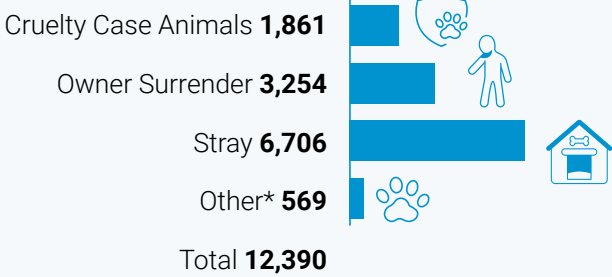 Cruelty Case Animals 1,861
Owner Surrender 3,254
Stray 6,706
Other* 569
Total 12,390